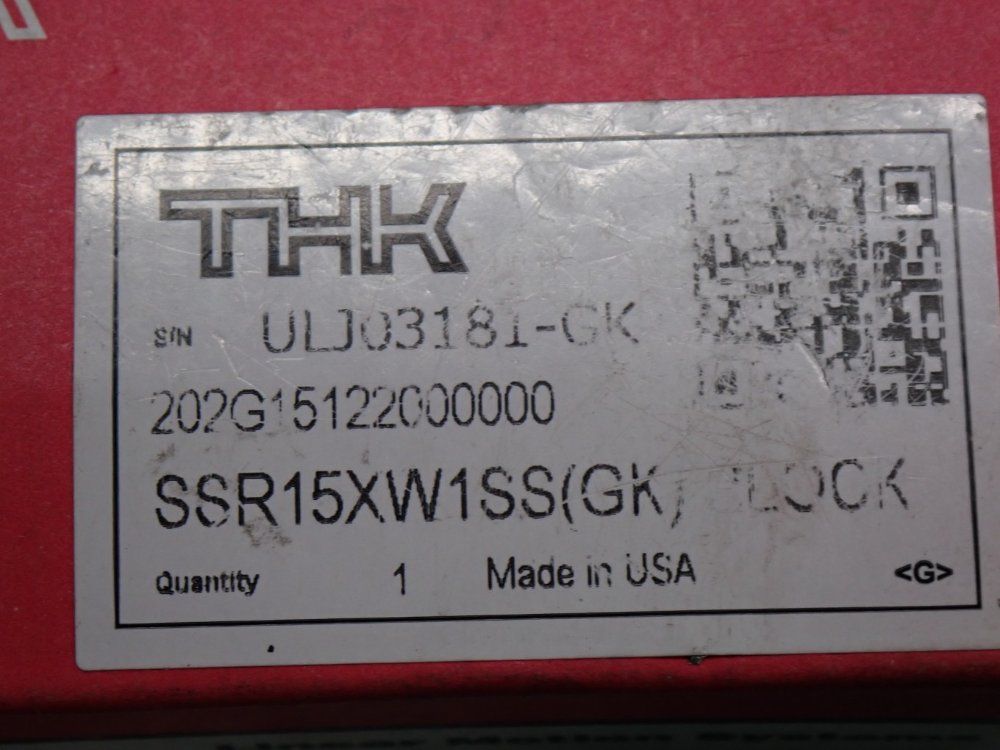 THK
S/N ULJ03181-GK
202G15122000000
SSR15XW1SS(GK)
Quantity 1 Made in USA <G>